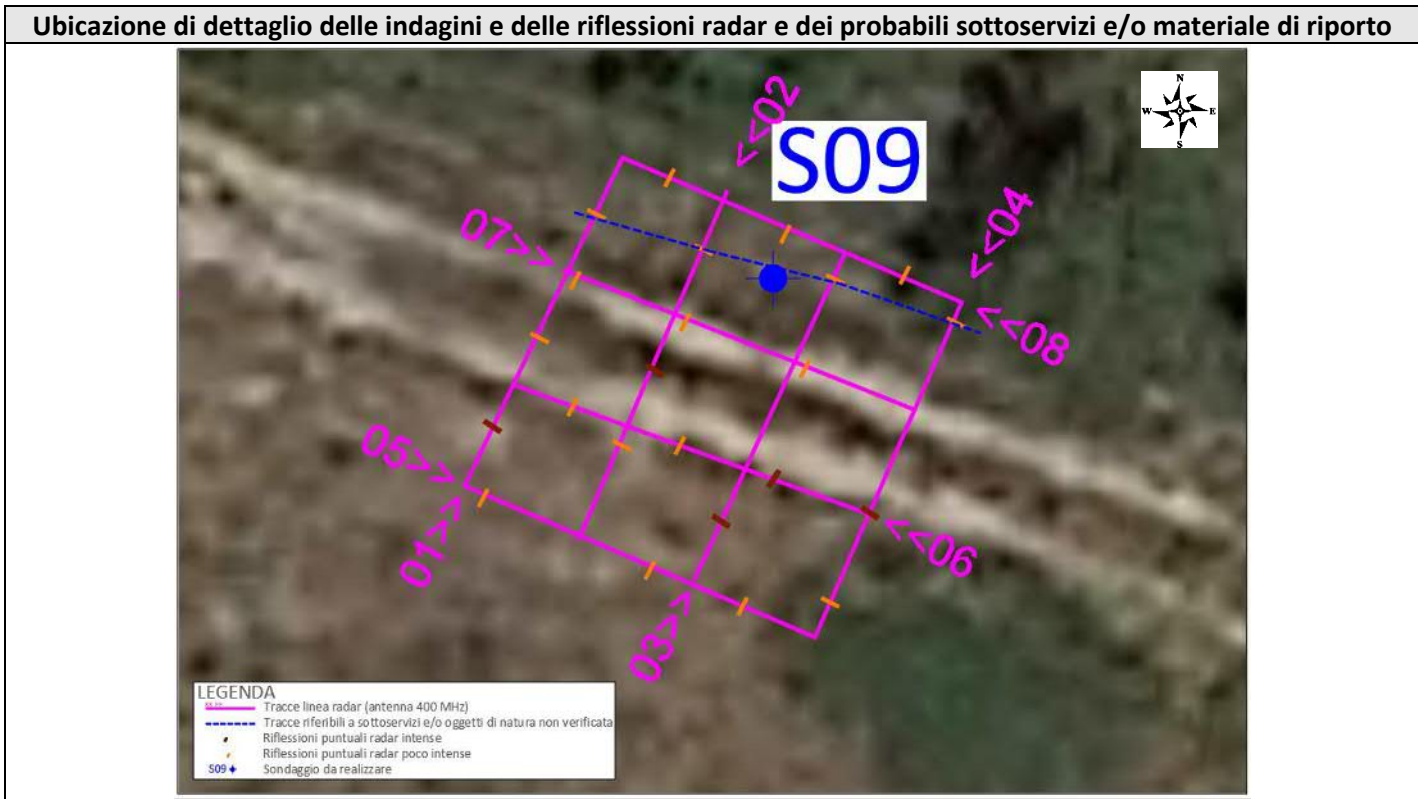 Ubicazione di dettaglio delle indagini e delle riflessioni radar e dei probabili sottoservizi e/o materiale di riporto
N
W E
S
<<02
S09
<<04
07>>
<<08
05>>
01>>
<<06
03>>
LEGENDA
Tracce linea radar (antenna 400 MHz)
Tracce riferibili a sottoservizi e/o oggetti di natura non verificata
Riflessioni puntuali radar intense
Riflessioni puntuali radar poco intense
S09 Sondaggio da realizzare